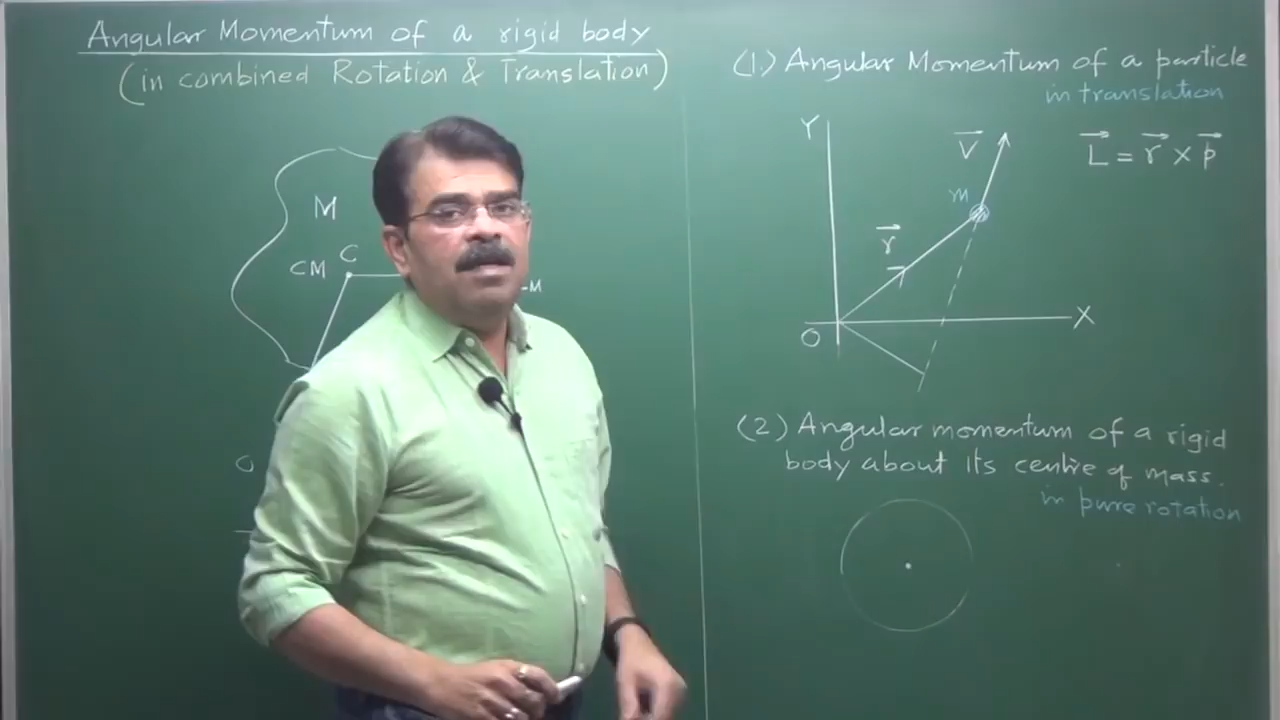 Angular Momentum of a rigid body
(in combined Rotation & Translation)
M
C
CM
-M
O
(1.) Angular Momentum of a particle
in translation
Y
V
L = r × p
m
r
X
O
(2) Angular momentum of a rigid
body about its centre of mass.
in pure rotation